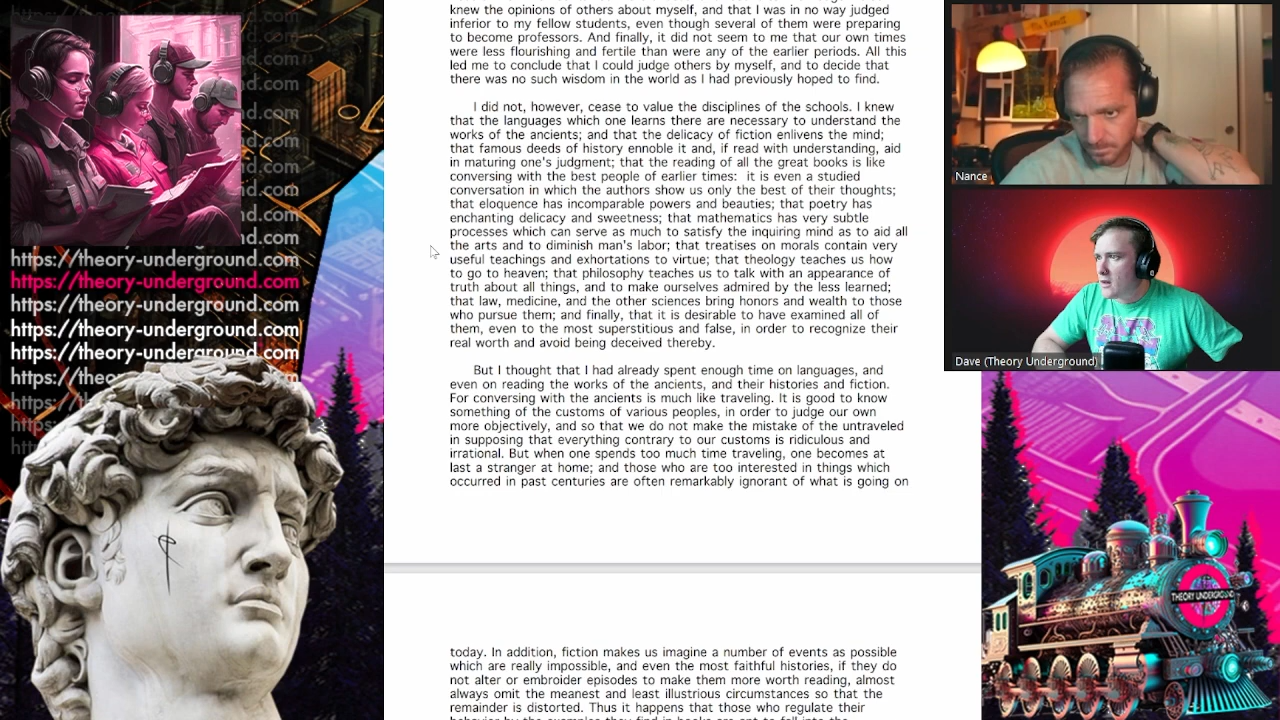 knew the opinions of others about myself, and that I was in no way judged
inferior to my fellow students, even though several of them were preparing
to become professors. And finally, it did not seem to me that our own times
were less flourishing and fertile than were any of the earlier periods. All this
led me to conclude that I could judge others by myself, and to decide that
there was no such wisdom in the world as I had previously hoped to find.
I did not, however, cease to value the disciplines of the schools. I knew
that the languages which one learns there are necessary to understand the
works of the ancients; and that the delicacy of fiction enlivens the mind;
that famous deeds of history ennoble it and, if read with understanding, aid
in maturing one's judgment; that the reading of all the great books is like
conversing with the best people of earlier times: it is even a studied
conversation in which the authors show us only the best of their thoughts;
that eloquence has incomparable powers and beauties; that poetry has
enchanting delicacy and sweetness; that mathematics has very subtle
processes which can serve as much to satisfy the inquiring mind as to aid all
the arts and to diminish man's labor; that treatises on morals contain very
useful teachings and exhortations to virtue; that theology teaches us how
to go to heaven; that philosophy teaches us to talk with an appearance of
truth about all things, and to make ourselves admired by the less learned;
that law, medicine, and the other sciences bring honors and wealth to those
who pursue them; and finally, that it is desirable to have examined all of
them, even to the most superstitious and false, in order to recognize their
real worth and avoid being deceived thereby.
But I thought that I had already spent enough time on languages, and
even on reading the works of the ancients, and their histories and fiction.
For conversing with the ancients is much like traveling. It is good to know
something of the customs of various peoples, in order to judge our own
more objectively, and so that we do not make the mistake of the untraveled
in supposing that everything contrary to our customs is ridiculous and
irrational. But when one spends too much time traveling, one becomes at
last a stranger at home; and those who are too interested in things which
occurred in past centuries are often remarkably ignorant of what is going on
today. In addition, fiction makes us imagine a number of events as possible
which are really impossible, and even the most faithful histories, if they do
not alter or embroider episodes to make them more worth reading, almost
always omit the meanest and least illustrious circumstances so that the
remainder is distorted. Thus it happens that those who regulate their
nd.com
nd.com
nd.com
nd.com
nd.com
nd.com
nd.com
nd.com
nd.com
https://theory-underground.com
https://theory-underground.com
https://theory-underground.com
https://theory-underground.com
https://theory-underground.com
https://theo
https:/
https:
http
Nance
Dave (Theory Underground)
THEORY UNDERGROUND